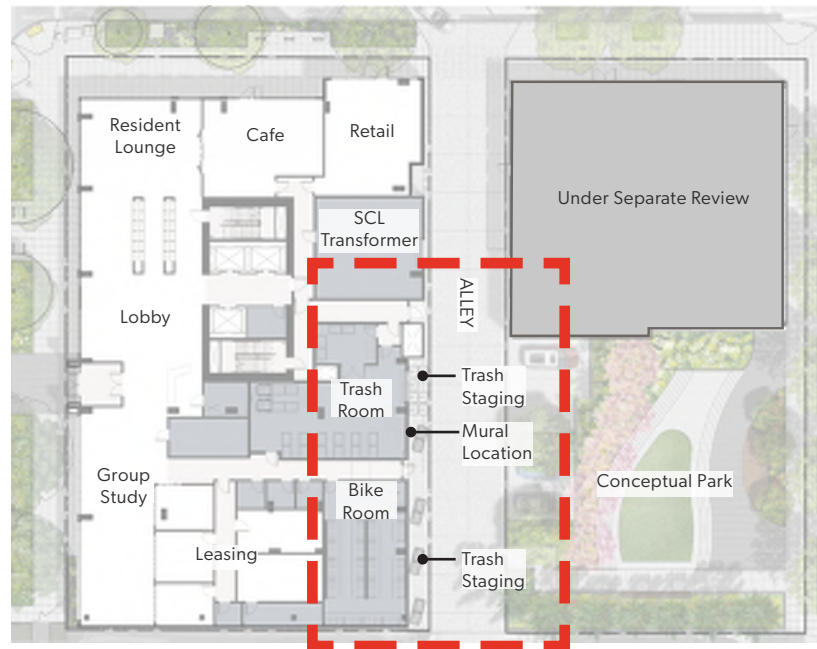 Resident
Lounge
Cafe
Retail
Under Separate Review
SCL
Transformer
ALLEY
Lobby
Trash
Room
Trash
Staging
Mural
Location
Group
Study
Bike
Room
Conceptual Park
Leasing
Trash
Staging